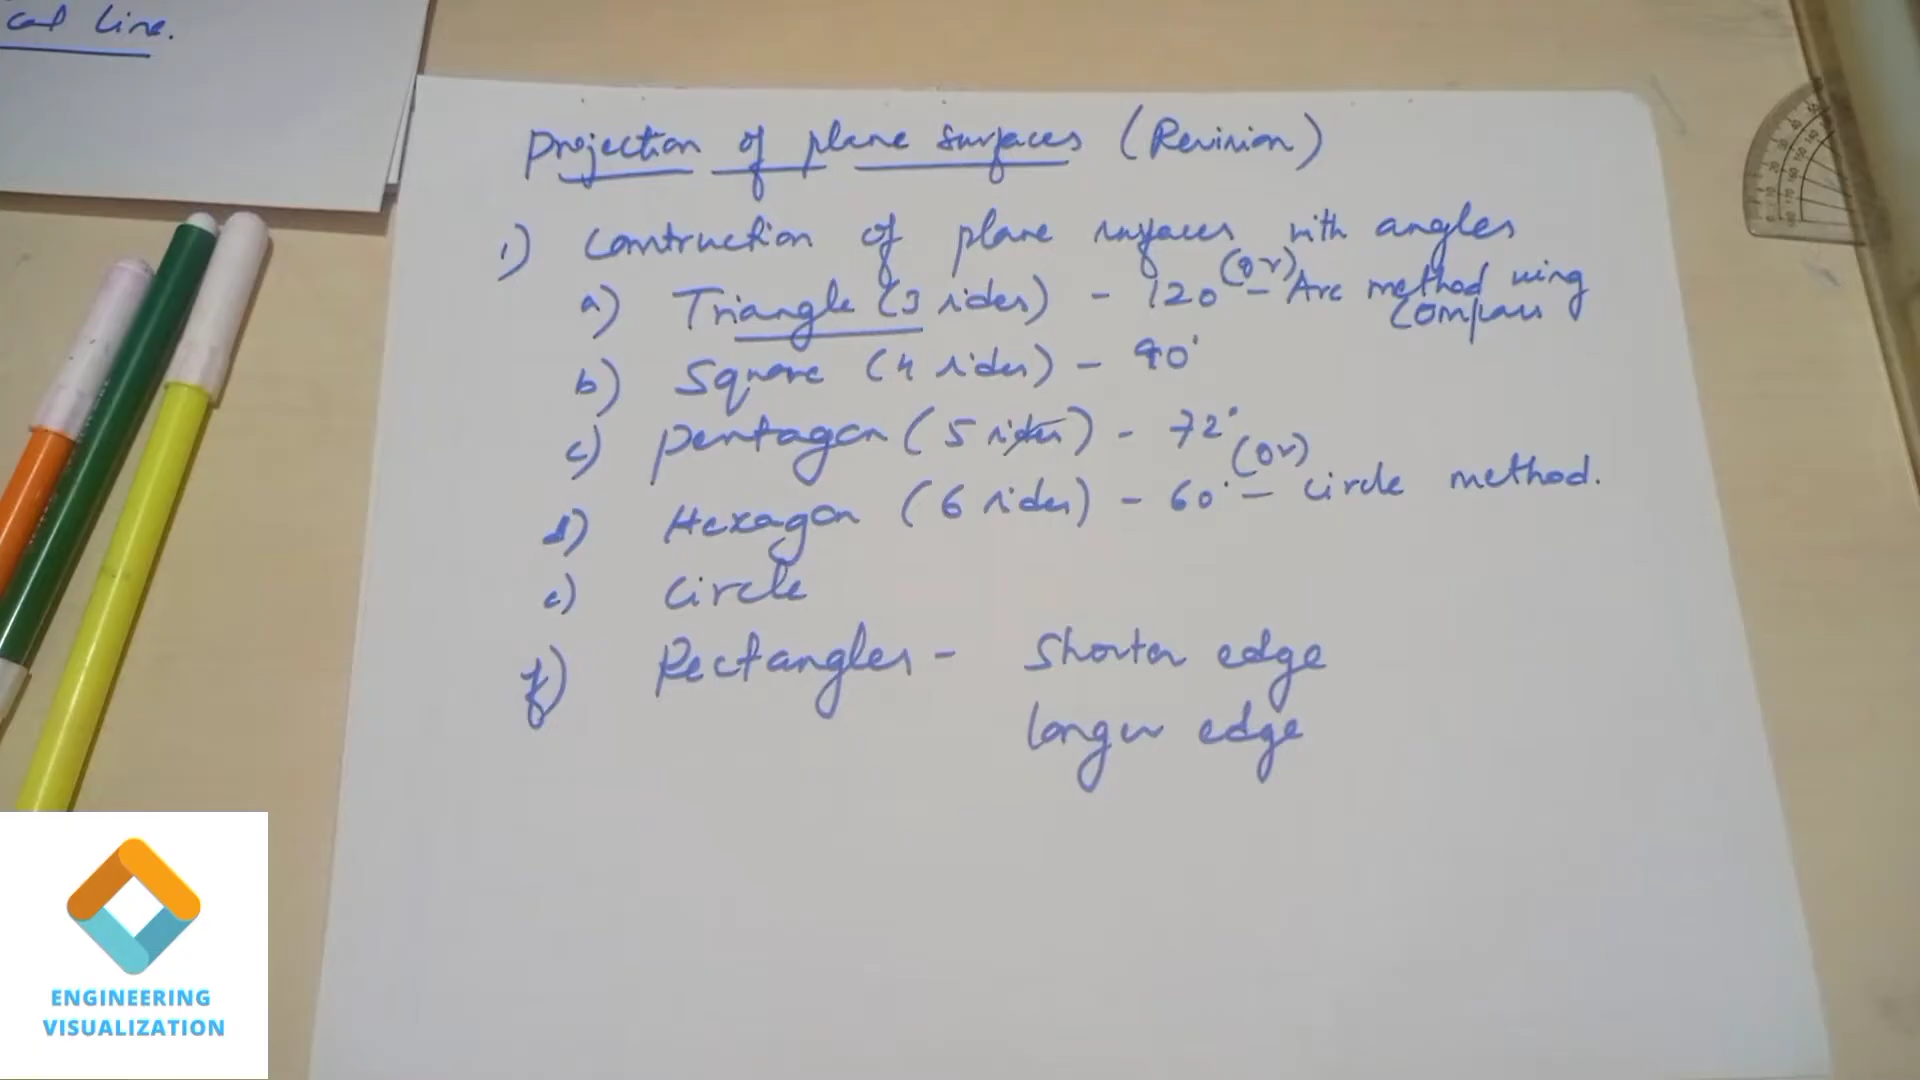 cal Line.
Projection of plane surfaces (Revision)
1) Construction of plane surfaces with angles
a) Triangle (3 sides) - 120° (or) - Arc method using compass
b) Square (4 sides) - 90°
c) pentagon (5 sides) - 72°
d) Hexagon (6 sides) - 60° (or) - circle method.
e) circle
f) Rectangles - Shorter edge
longer edge
ENGINEERING
VISUALIZATION